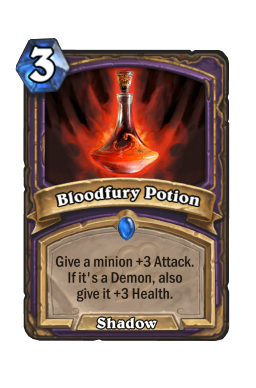 3
Bloodfury Potion
Give a minion +3 Attack.
If it's a Demon, also
give it +3 Health.
Shadow